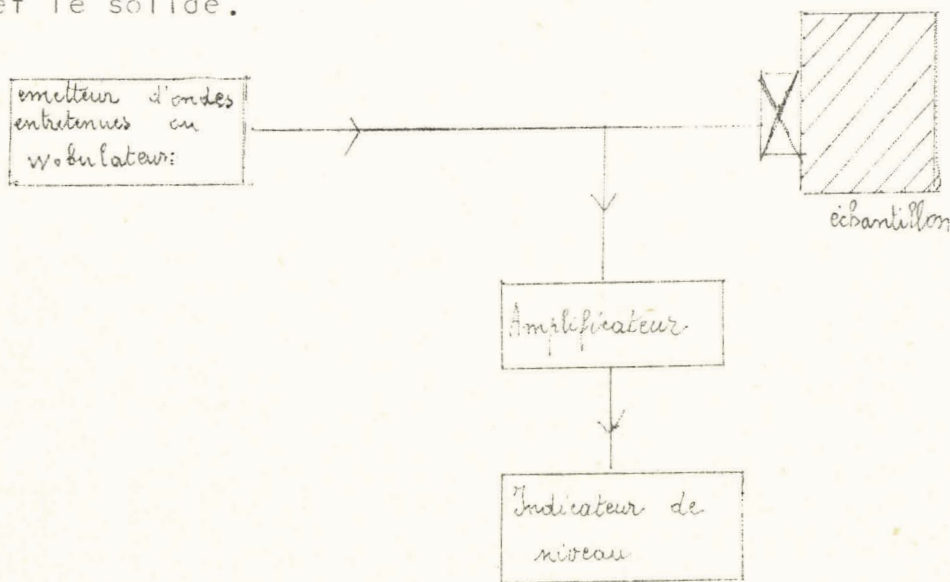 et le solide.
emetteur d'ondes
entretenues ou
wobulateur:
échantillon
Amplificateur
Indicateur de
niveau